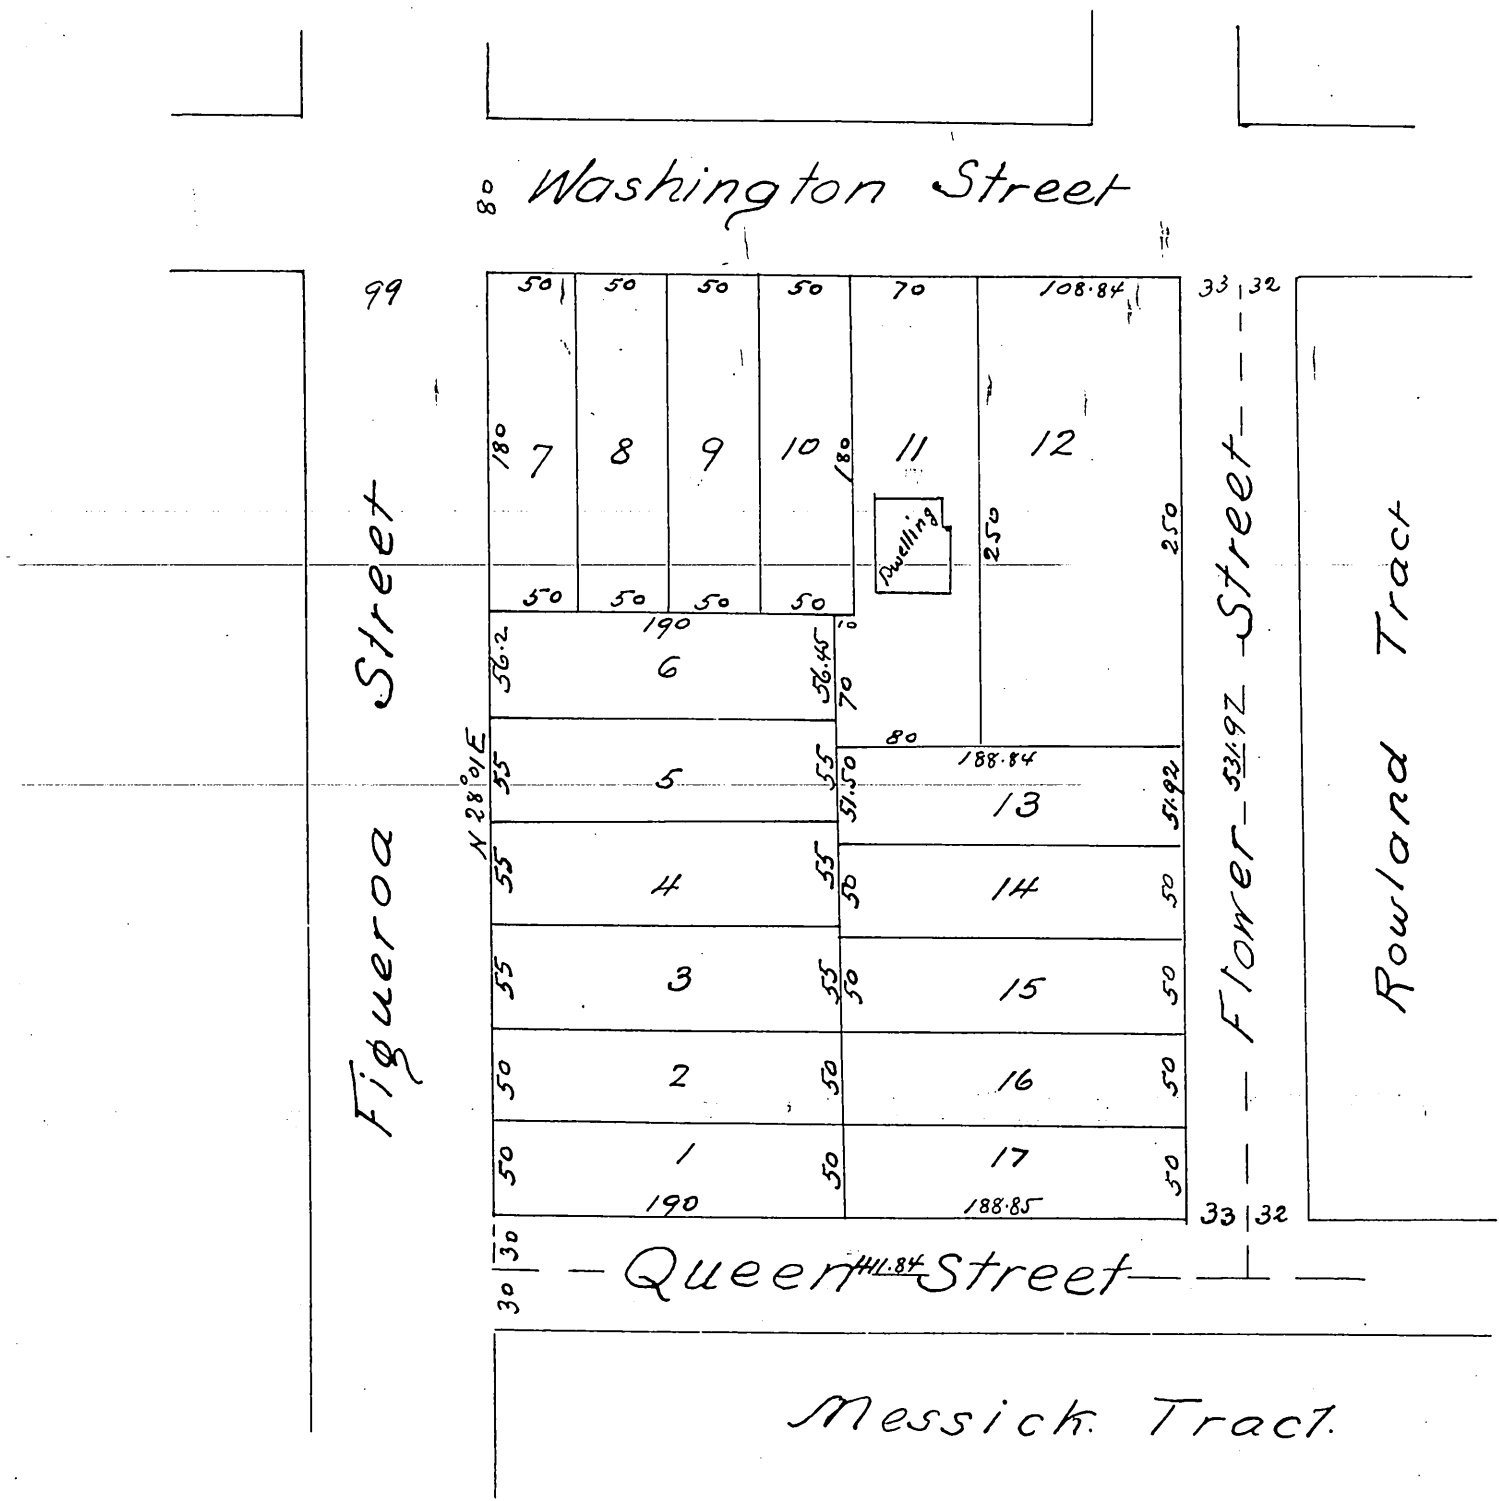 80 Washington Street
99
50 50 50 50 70 108.84 33 32
180 7 8 9 10 180 11 12
Dwelling
250 250
50 50 50 50
190 10
56.2 6 56.45 70
80
188.84
N 28°01'E
55 5 55 51.50 13 51.92
55 4 55 50 14 50
55 3 55 50 15 50
50 2 50 16 50
50 1 50 17 50
190 188.85 33 32
30
30
Queen 411.84 Street
Figueroa Street
Flower 531.92 Street
Rowland Tract
Messick Tract.